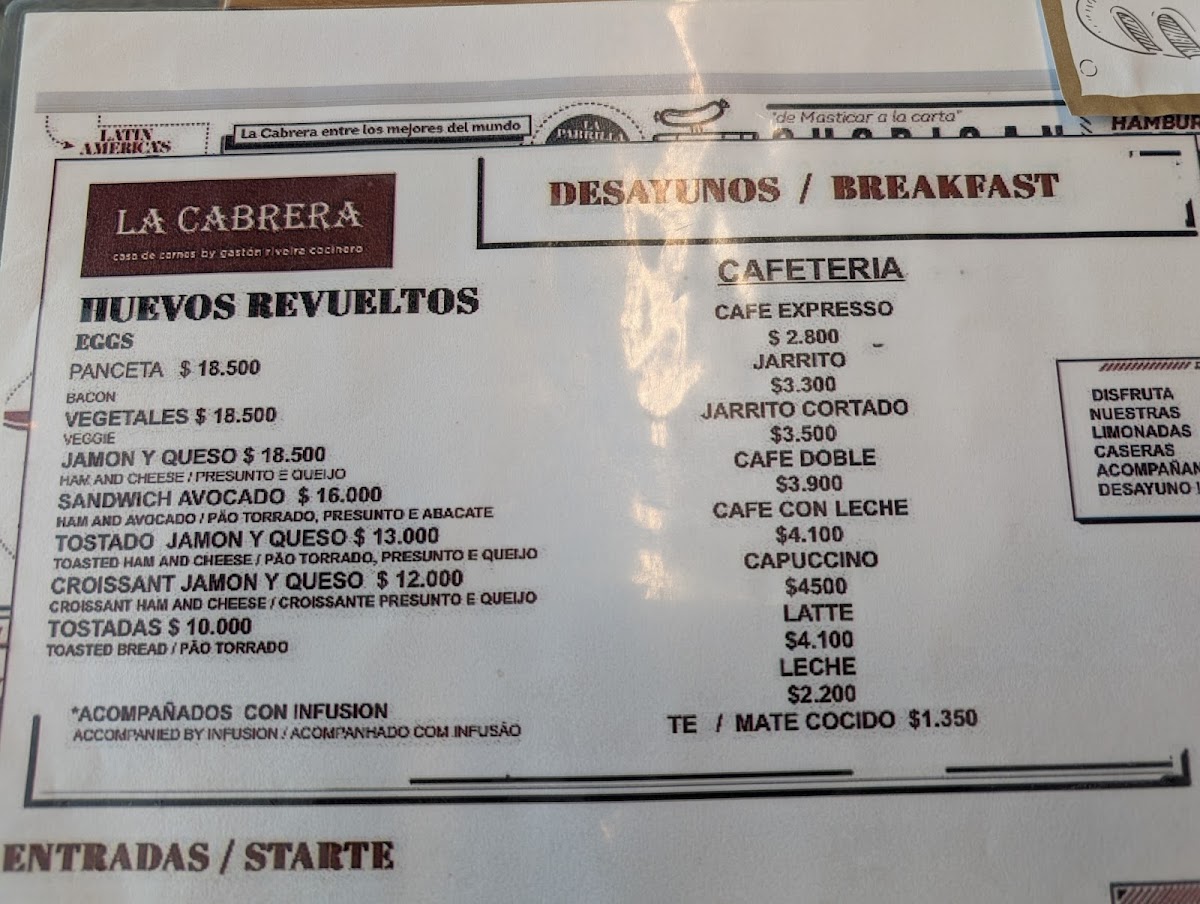 LATIN
AMERICA'S
La Cabrera entre los mejores del mundo
LA
PARRILLA
"de Masticar a la carta"
LA CABRERA
casa de carnes by gastón riveira cocinero
DESAYUNOS / BREAKFAST
HUEVOS REVUELTOS
EGGS
PANCETA $ 18.500
BACON
VEGETALES $ 18.500
VEGGIE
JAMON Y QUESO $ 18.500
HAM AND CHEESE / PRESUNTO E QUEIJO
SANDWICH AVOCADO $ 16.000
HAM AND AVOCADO / PÃO TORRADO, PRESUNTO E ABACATE
TOSTADO JAMON Y QUESO $ 13.000
TOASTED HAM AND CHEESE / PÃO TORRADO, PRESUNTO E QUEIJO
CROISSANT JAMON Y QUESO $ 12.000
CROISSANT HAM AND CHEESE / CROISSANTE PRESUNTO E QUEIJO
TOSTADAS $ 10.000
TOASTED BREAD / PÃO TORRADO
*ACOMPAÑADOS CON INFUSION
ACCOMPANIED BY INFUSION / ACOMPANHADO COM INFUSÃO
CAFETERIA
CAFE EXPRESSO
$ 2.800
JARRITO
$3.300
JARRITO CORTADO
$3.500
CAFE DOBLE
$3.900
CAFE CON LECHE
$4.100
CAPUCCINO
$4500
LATTE
$4.100
LECHE
$2.200
TE / MATE COCIDO $1.350
HAMBUR
DISFRUTA
NUESTRAS
LIMONADAS
CASERAS
ACOMPAÑAN
DESAYUNO
ENTRADAS / STARTE